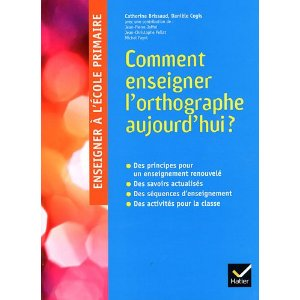 Catherine Brissaud, Danièle Cogis
avec une contribution de
Jean-Pierre Jaffré
Jean-Christophe Pellat
Michel Fayol
ENSEIGNER À L'ÉCOLE PRIMAIRE
Comment
enseigner
l'orthographe
aujourd'hui ?
• Des principes pour
un enseignement renouvelé
• Des savoirs actualisés
• Des séquences d'enseignement
• Des activités pour la classe
Hatier